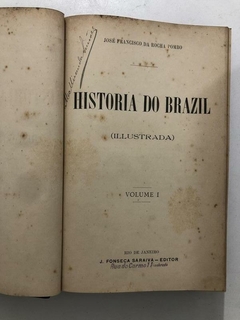 JOSÉ FRANCISCO DA ROCHA POMBO
HISTORIA DO BRAZIL
(ILLUSTRADA)
VOLUME I
RIO DE JANEIRO
J. FONSECA SARAIVA — EDITOR